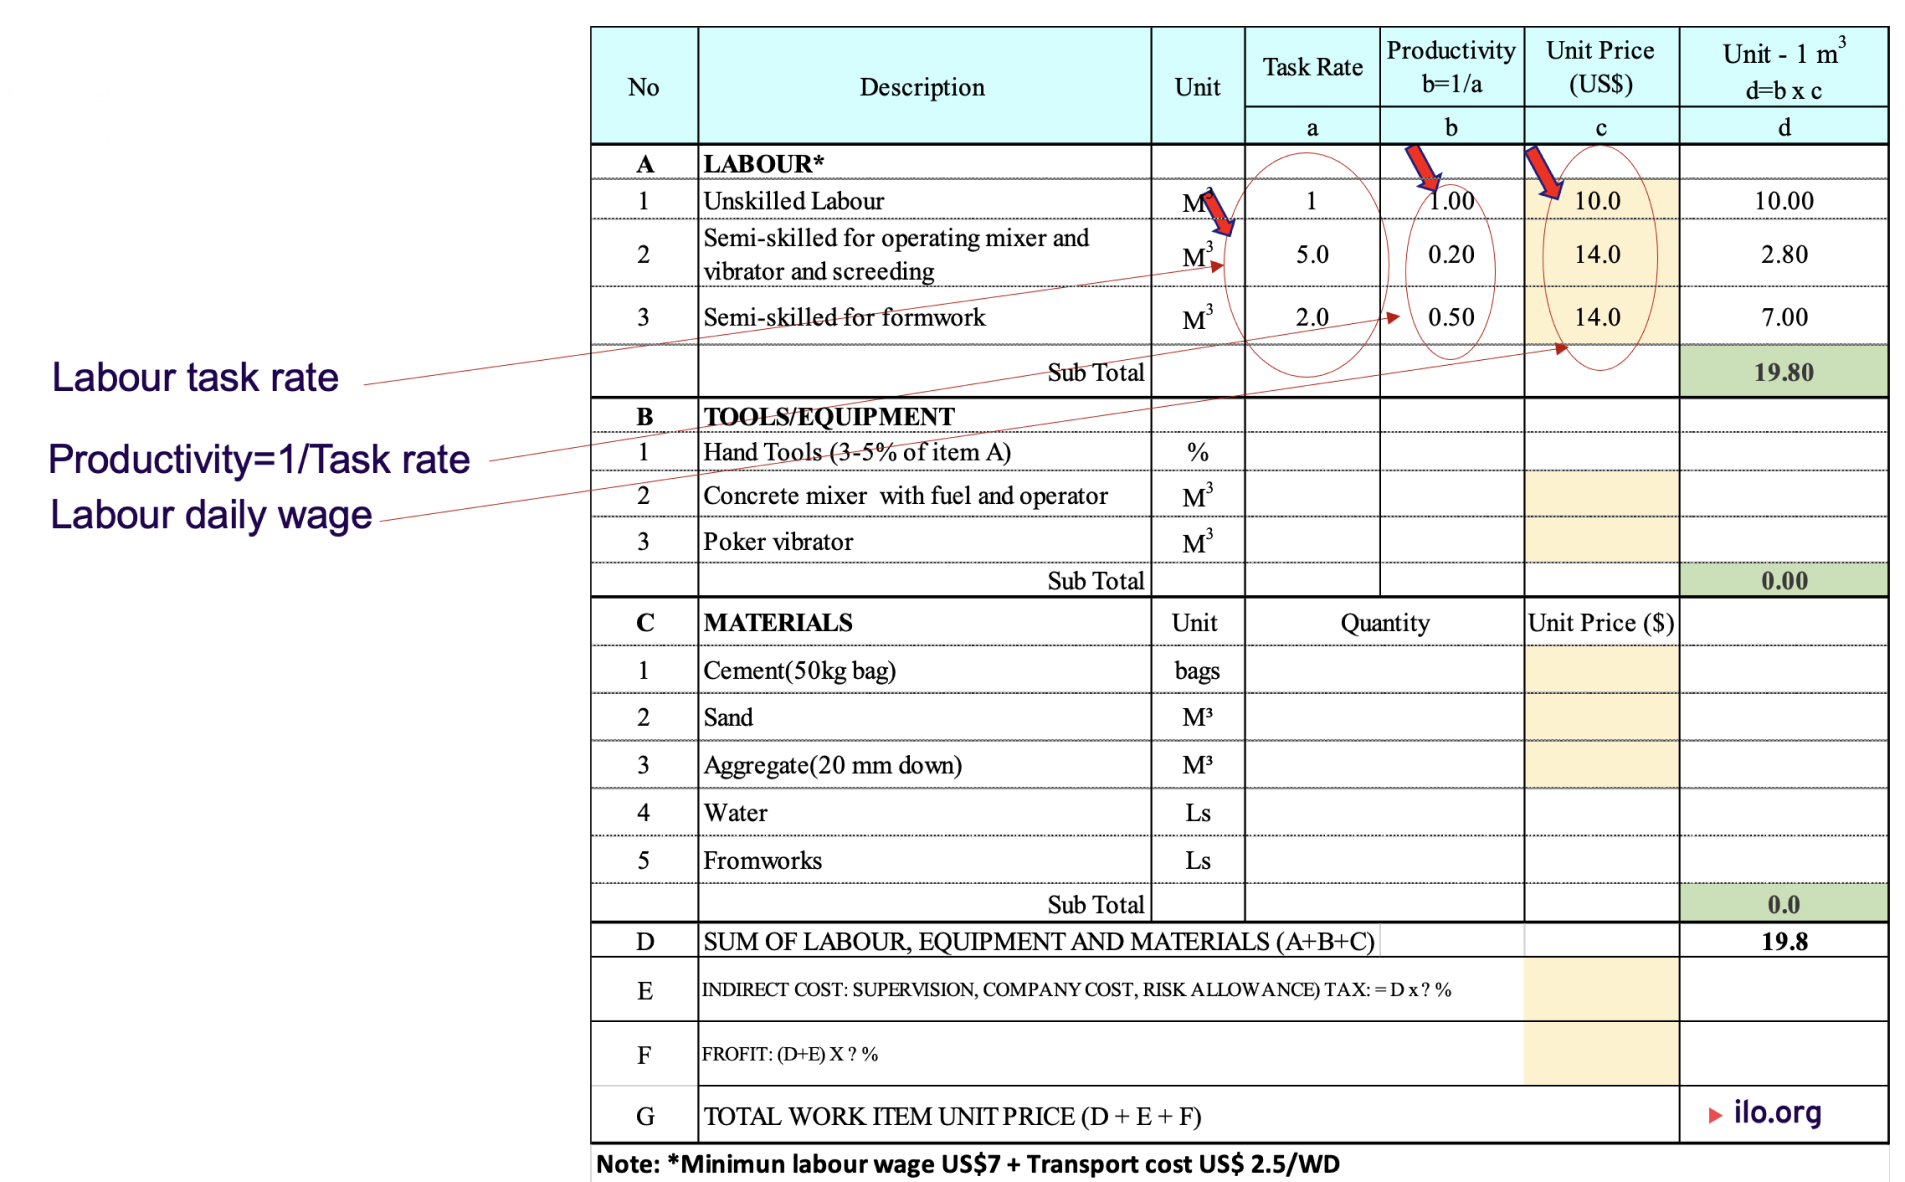 No Description Unit Task Rate Productivity b=1/a Unit Price (US$) Unit - 1 m³ d=b x c
a b c d
A LABOUR*
1 Unskilled Labour M³ 1 1.00 10.0 10.00
2 Semi-skilled for operating mixer and vibrator and screeding M³ 5.0 0.20 14.0 2.80
3 Semi-skilled for formwork M³ 2.0 0.50 14.0 7.00
Sub Total 19.80
Labour task rate
Productivity=1/Task rate
Labour daily wage
B TOOLS/EQUIPMENT
1 Hand Tools (3-5% of item A) %
2 Concrete mixer with fuel and operator M³
3 Poker vibrator M³
Sub Total 0.00
C MATERIALS Unit Quantity Unit Price ($)
1 Cement(50kg bag) bags
2 Sand M³
3 Aggregate(20 mm down) M³
4 Water Ls
5 Fromworks Ls
Sub Total 0.0
D SUM OF LABOUR, EQUIPMENT AND MATERIALS (A+B+C) 19.8
E INDIRECT COST: SUPERVISION, COMPANY COST, RISK ALLOWANCE) TAX: = D x ? %
F FROFIT: (D+E) X ? %
G TOTAL WORK ITEM UNIT PRICE (D + E + F)
ilo.org
Note: *Minimun labour wage US$7 + Transport cost US$ 2.5/WD